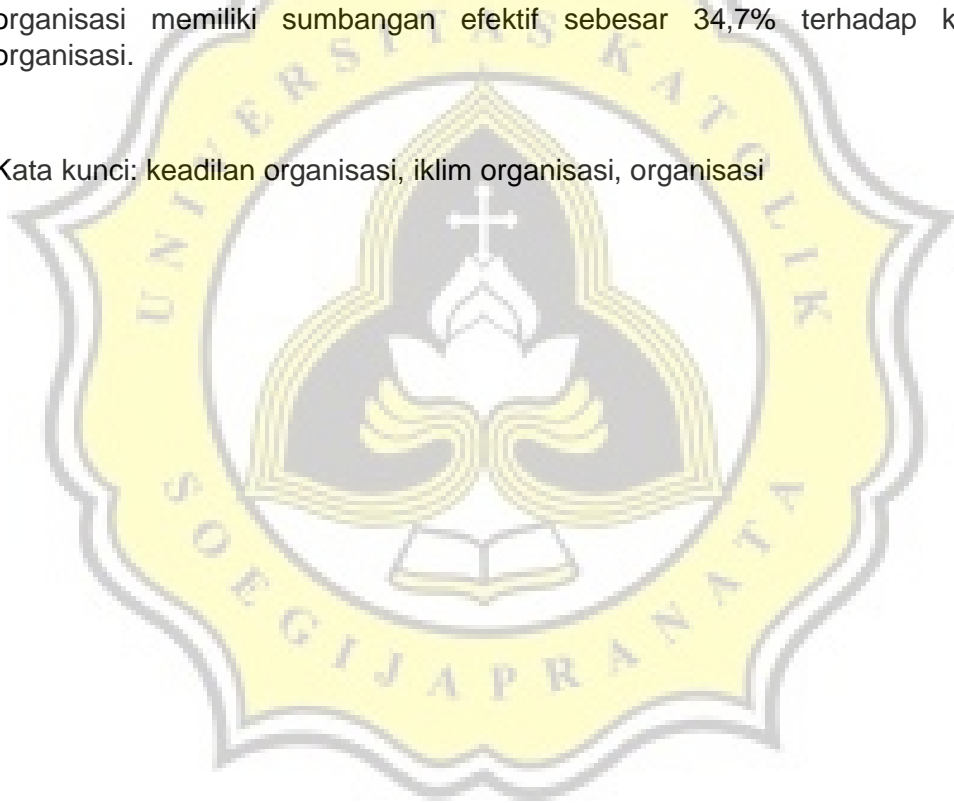 organisasi memiliki sumbangan efektif sebesar 34,7% terhadap k
organisasi.
Kata kunci: keadilan organisasi, iklim organisasi, organisasi
UNIVERSITAS KATOLIK
SOEGIJAPRANATA